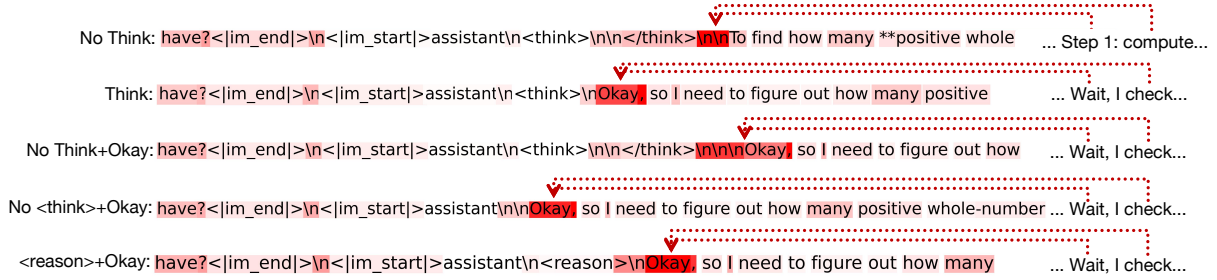 No Think: have?<|im_end|>\n<|im_start|>assistant\n<think>\n\n</think>\n\nTo find how many **positive whole ... Step 1: compute...
Think: have?<|im_end|>\n<|im_start|>assistant\n<think>\nOkay, so I need to figure out how many positive ... Wait, I check...
No Think+Okay: have?<|im_end|>\n<|im_start|>assistant\n<think>\n\n</think>\n\n\nOkay, so I need to figure out how ... Wait, I check...
No <think>+Okay: have?<|im_end|>\n<|im_start|>assistant\n\nOkay, so I need to figure out how many positive whole-number ... Wait, I check...
<reason>+Okay: have?<|im_end|>\n<|im_start|>assistant\n<reason>\nOkay, so I need to figure out how many ... Wait, I check...